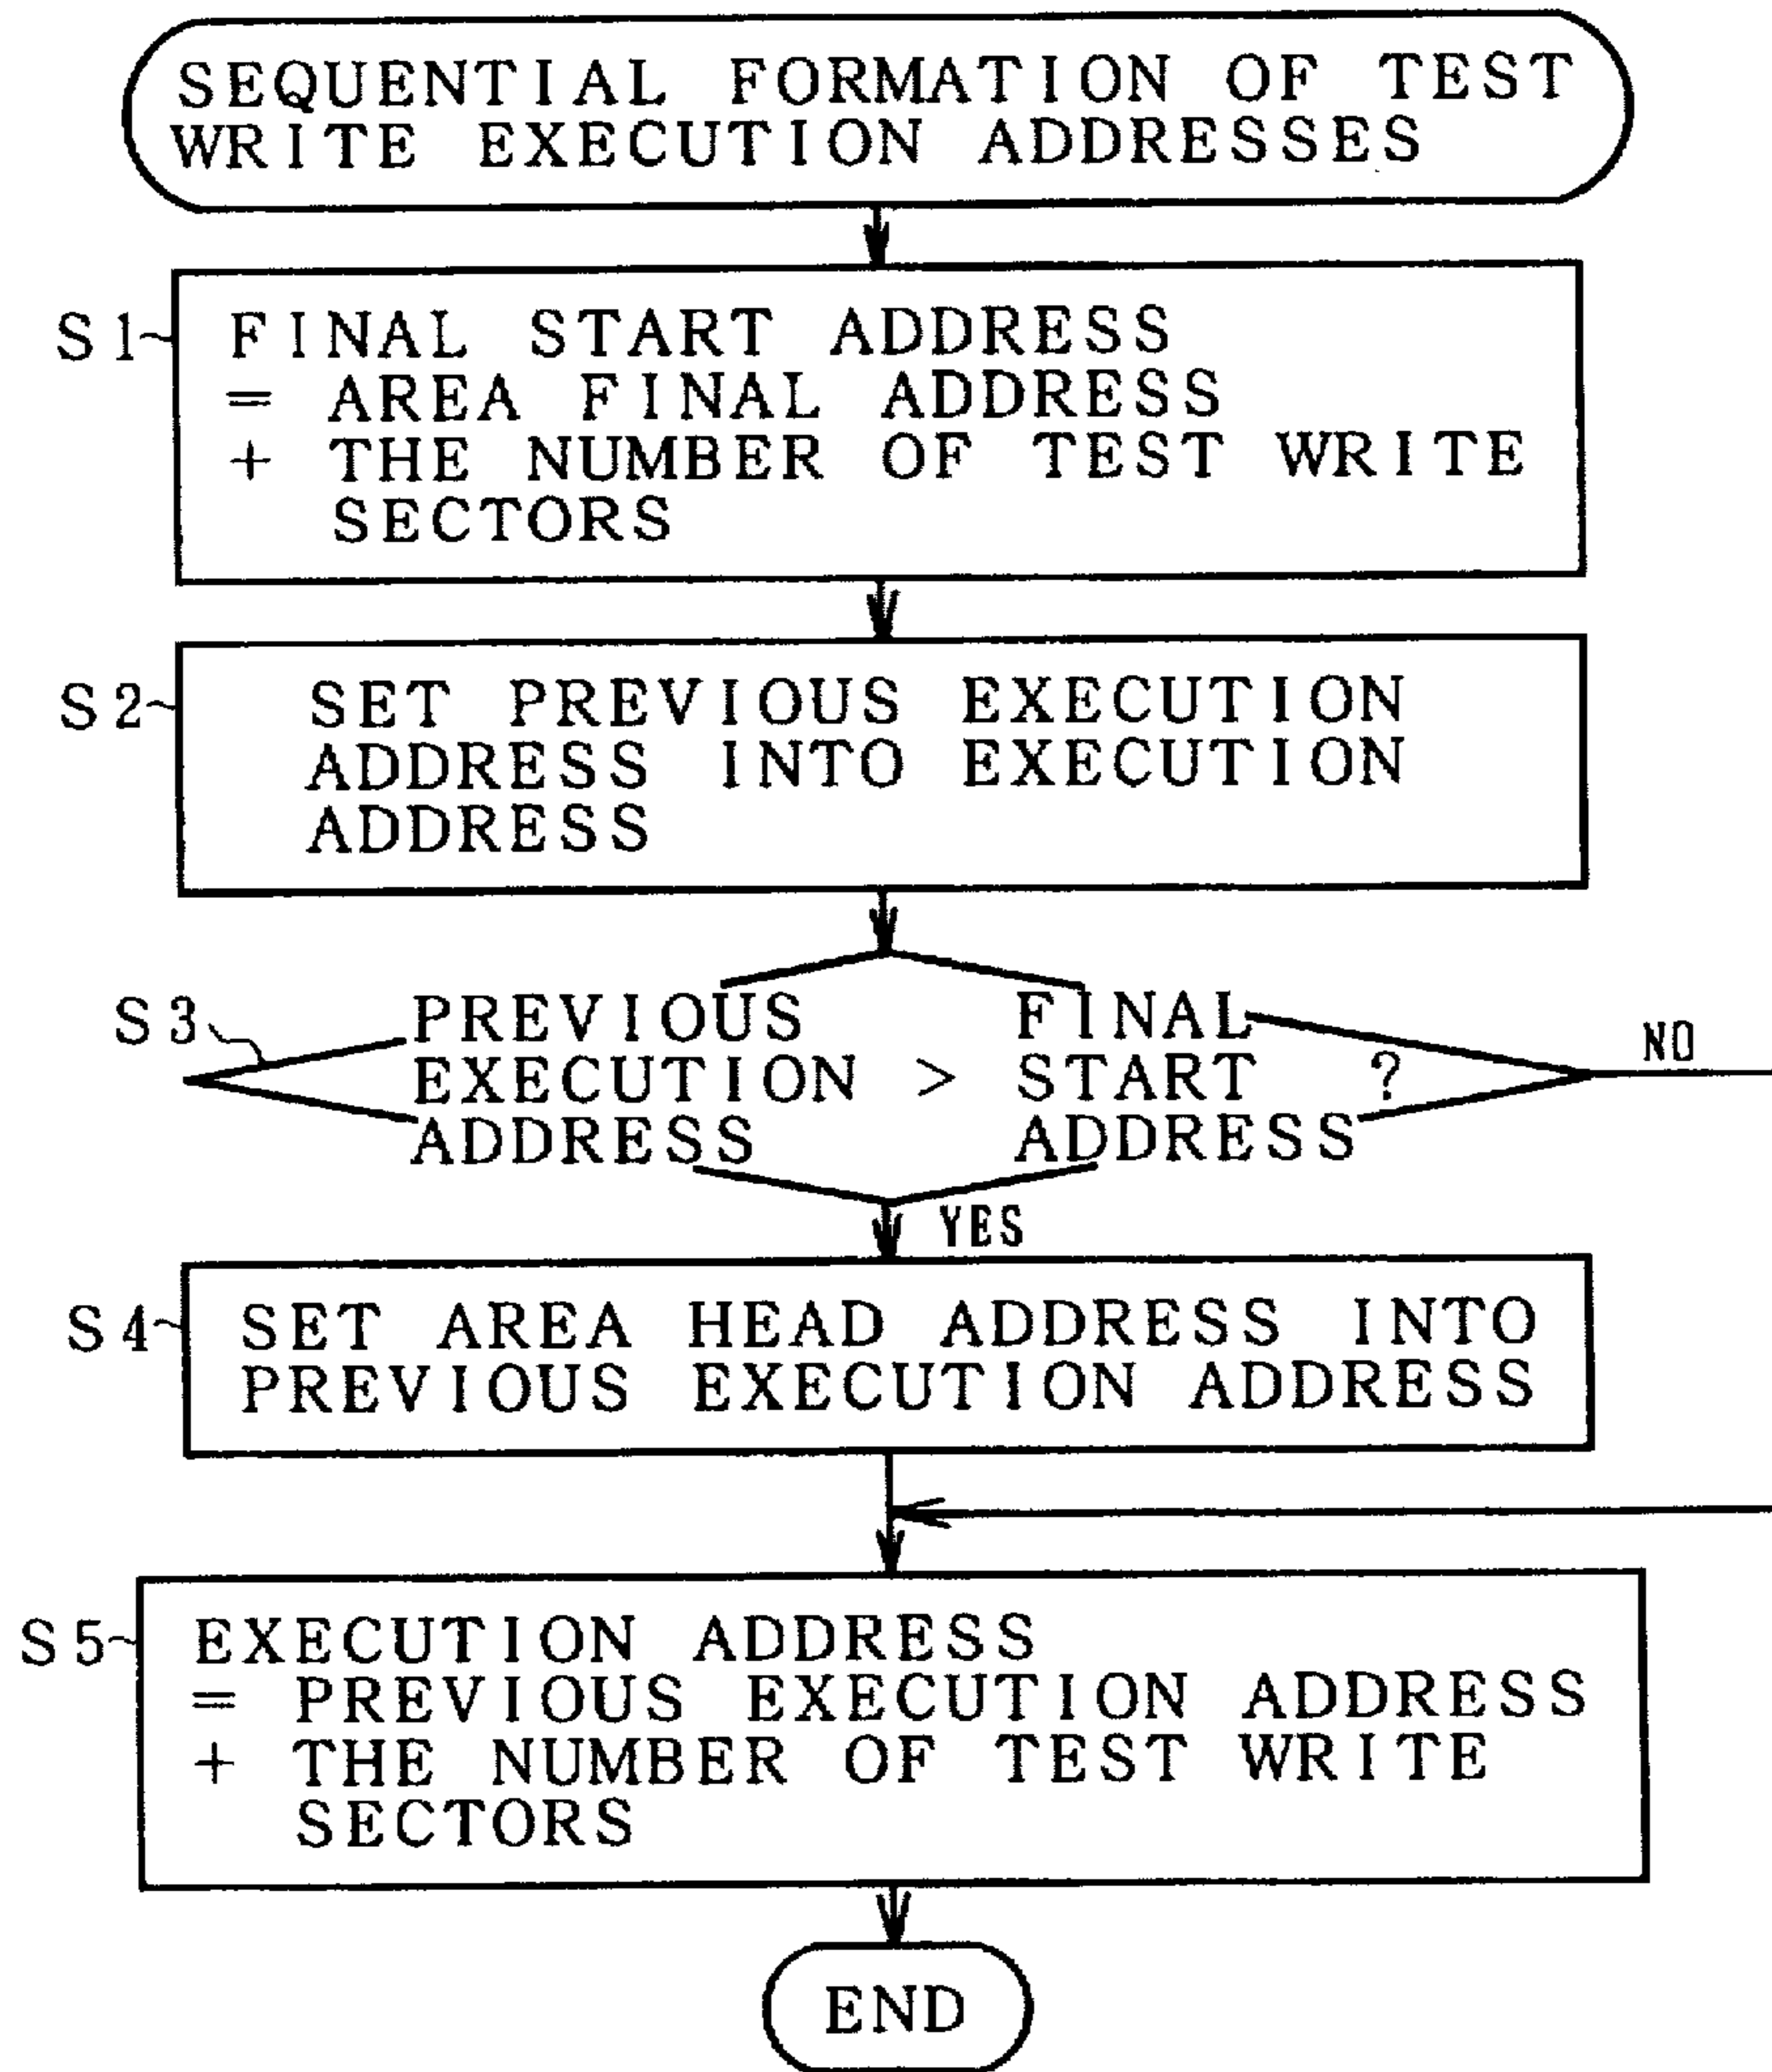 SEQUENTIAL FORMATION OF TEST
WRITE EXECUTION ADDRESSES
S1
FINAL START ADDRESS
= AREA FINAL ADDRESS
+ THE NUMBER OF TEST WRITE
SECTORS
S2
SET PREVIOUS EXECUTION
ADDRESS INTO EXECUTION
ADDRESS
S3
PREVIOUS FINAL
EXECUTION > START ?
ADDRESS ADDRESS
NO
YES
S4
SET AREA HEAD ADDRESS INTO
PREVIOUS EXECUTION ADDRESS
S5
EXECUTION ADDRESS
= PREVIOUS EXECUTION ADDRESS
+ THE NUMBER OF TEST WRITE
SECTORS
END